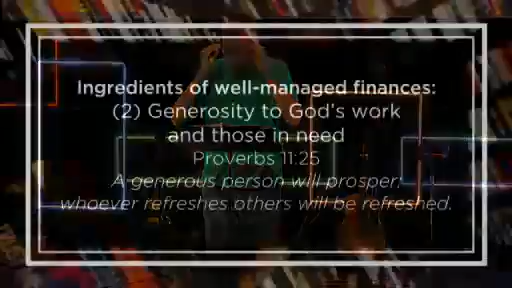 Ingredients of well-managed finances:
(2) Generosity to God's work
and those in need
Proverbs 11:25
A generous person will prosper;
whoever refreshes others will be refreshed.